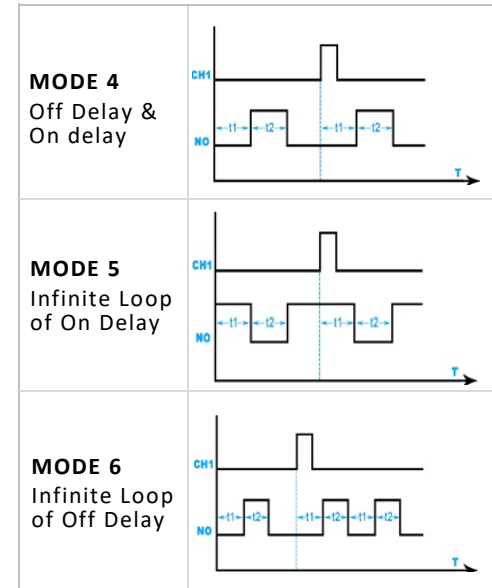 MODE 4
Off Delay &
On delay
CH1
t1 t2 t1 t2
NO
T
MODE 5
Infinite Loop
of On Delay
CH1
t1 t2 t1 t2
NO
T
MODE 6
Infinite Loop
of Off Delay
CH1
t1 t2 t1 t2 t1 t2
NO
T